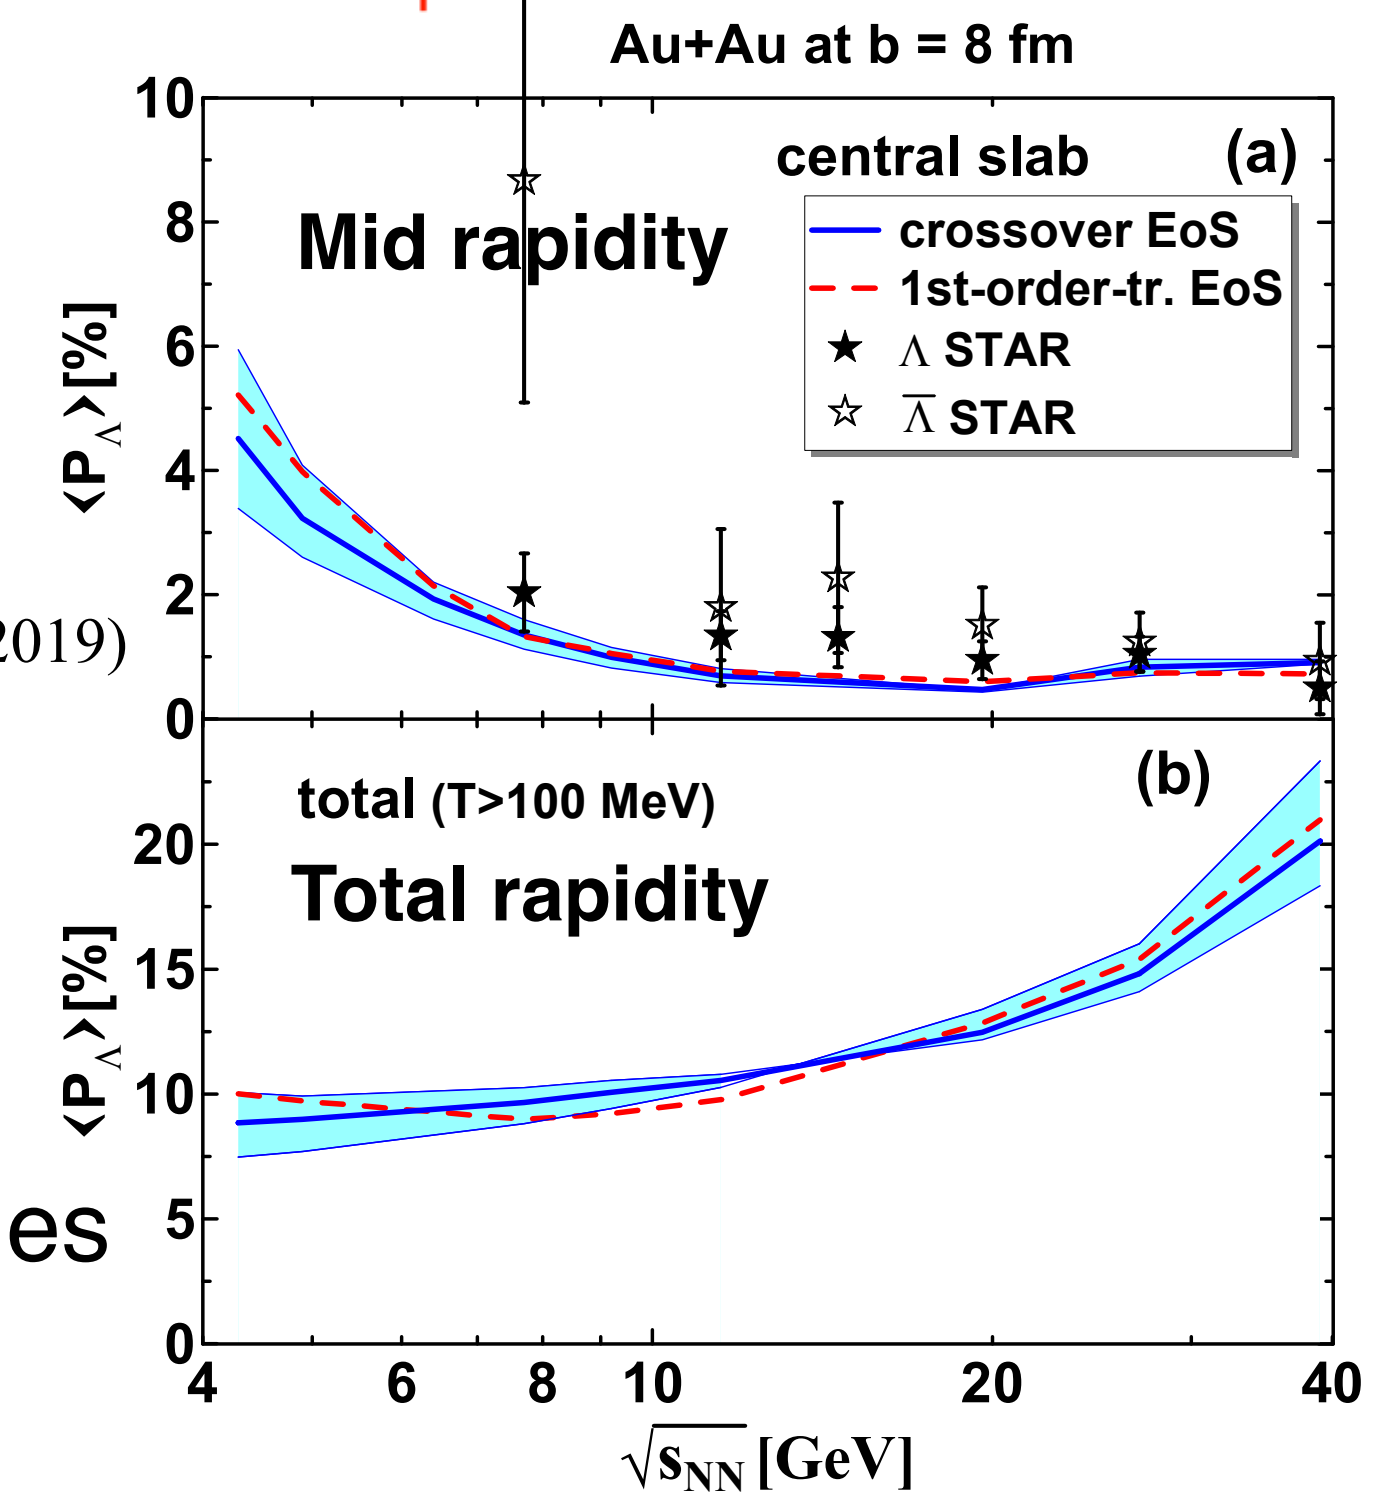 Au+Au at b = 8 fm
10
8
6
4
2
0
⟨P_Λ⟩[%]
central slab
(a)
Mid rapidity
crossover EoS
1st-order-tr. EoS
Λ STAR
Λ̅ STAR
2019)
total (T>100 MeV)
(b)
Total rapidity
20
15
10
5
0
⟨P_Λ⟩[%]
es
4 6 8 10 20 40
√s_NN [GeV]